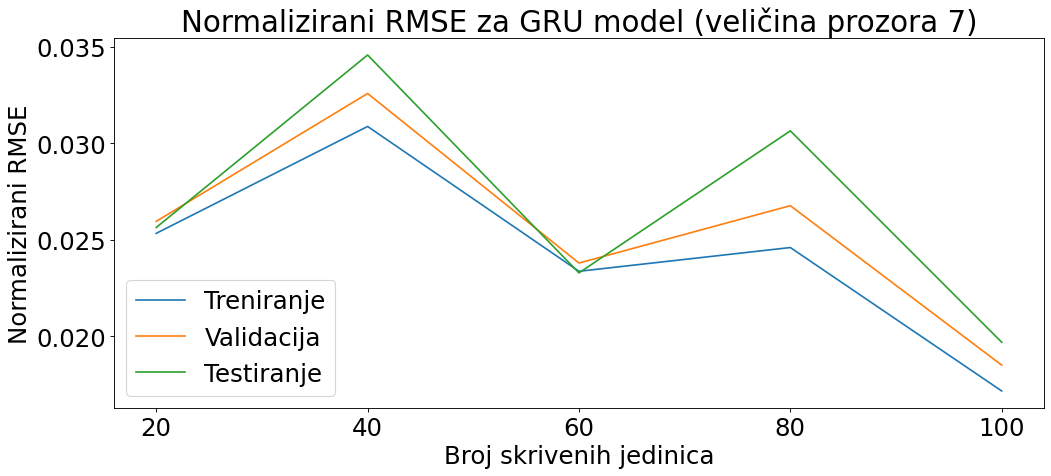 Normalizirani RMSE za GRU model (veličina prozora 7)
Normalizirani RMSE
0.035
0.030
0.025
0.020
Treniranje
Validacija
Testiranje
20 40 60 80 100
Broj skrivenih jedinica